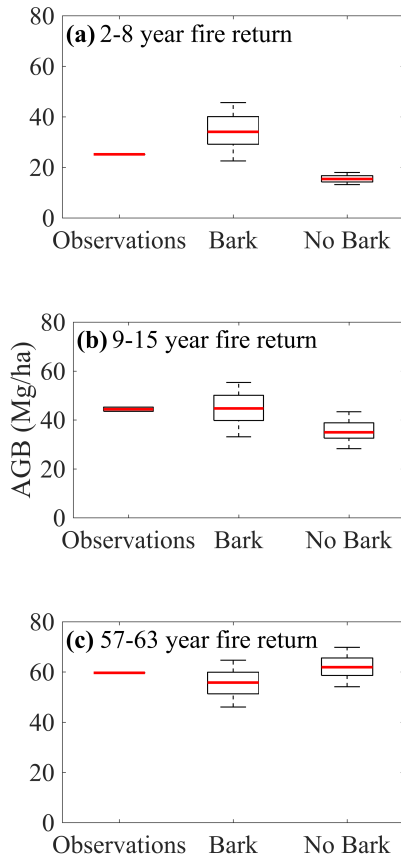 (a) 2-8 year fire return
80
60
40
20
0
Observations Bark No Bark
AGB (Mg/ha)
(b) 9-15 year fire return
80
60
40
20
0
Observations Bark No Bark
(c) 57-63 year fire return
80
60
40
20
0
Observations Bark No Bark